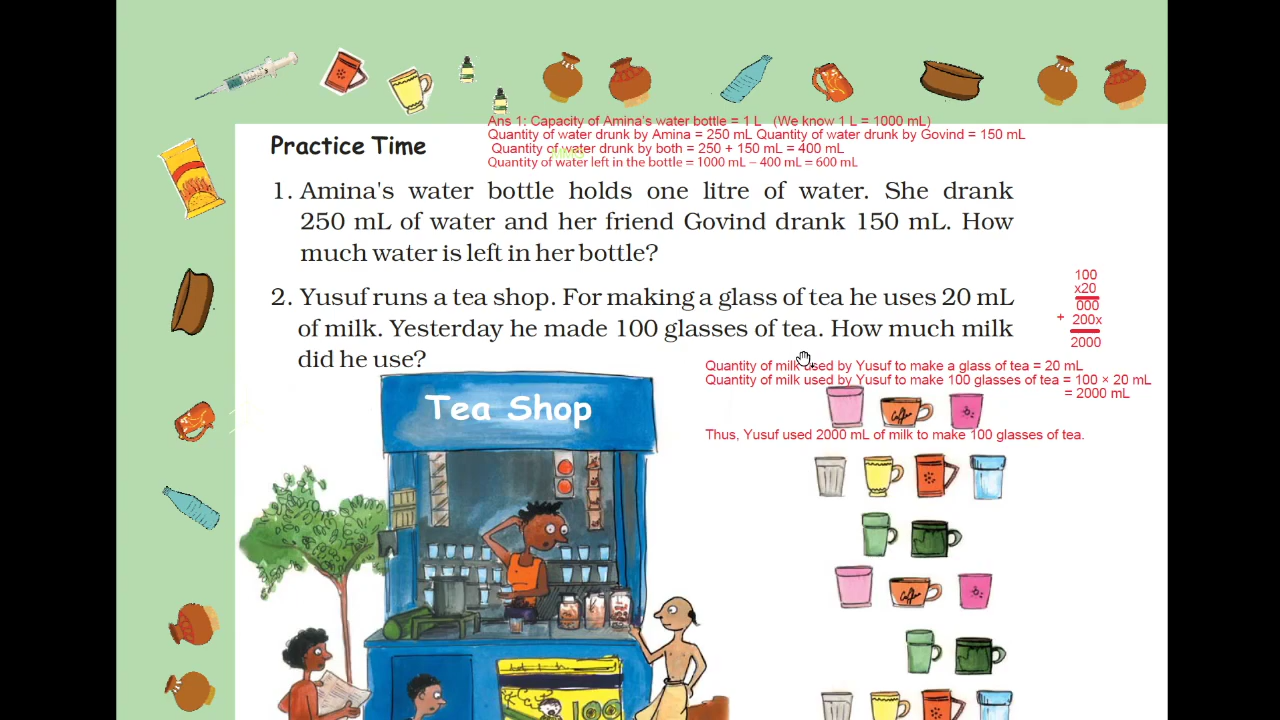 Ans 1: Capacity of Amina's water bottle = 1 L   (We know 1 L = 1000 mL)
Quantity of water drunk by Amina = 250 mL Quantity of water drunk by Govind = 150 mL
Quantity of water drunk by both = 250 + 150 mL = 400 mL
Quantity of water left in the bottle = 1000 mL – 400 mL = 600 mL
Practice Time
1. Amina's water bottle holds one litre of water. She drank
250 mL of water and her friend Govind drank 150 mL. How
much water is left in her bottle?
2. Yusuf runs a tea shop. For making a glass of tea he uses 20 mL
of milk. Yesterday he made 100 glasses of tea. How much milk
did he use?
100
x20
000
+ 200x
2000
Quantity of milk used by Yusuf to make a glass of tea = 20 mL
Quantity of milk used by Yusuf to make 100 glasses of tea = 100 × 20 mL
= 2000 mL
Thus, Yusuf used 2000 mL of milk to make 100 glasses of tea.
Tea Shop
Coffee
Coffee
100